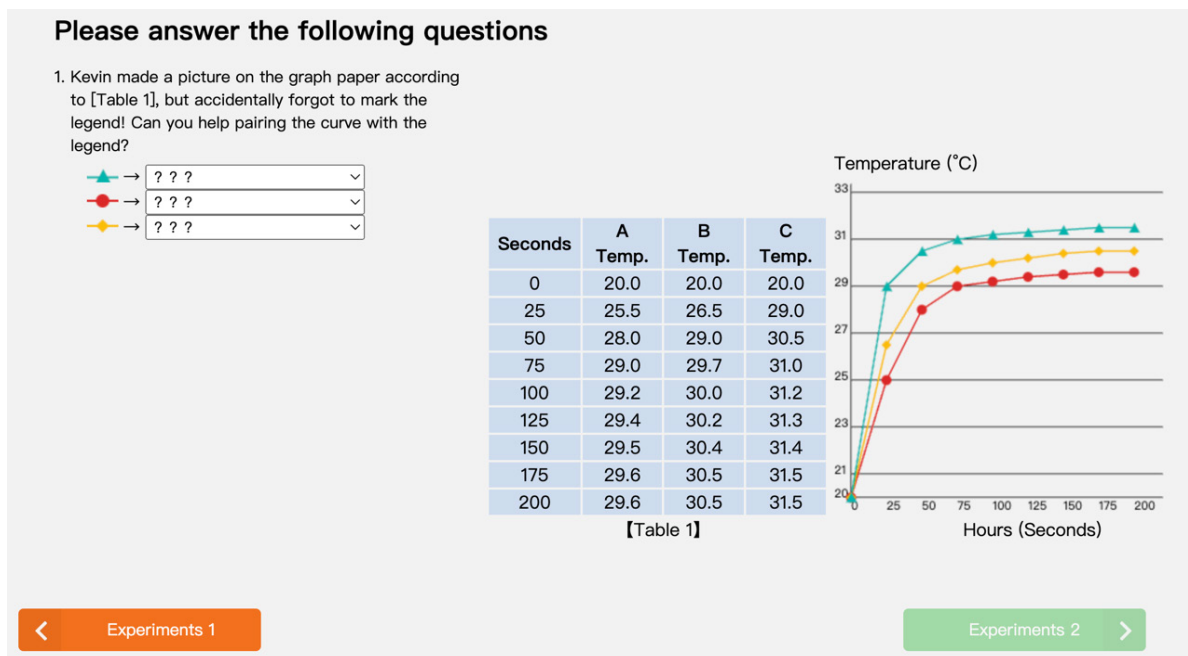 Please answer the following questions
1. Kevin made a picture on the graph paper according
to [Table 1], but accidentally forgot to mark the
legend! Can you help pairing the curve with the
legend?
→ ? ? ?
→ ? ? ?
→ ? ? ?
Seconds A Temp. B Temp. C Temp.
0 20.0 20.0 20.0
25 25.5 26.5 29.0
50 28.0 29.0 30.5
75 29.0 29.7 31.0
100 29.2 30.0 31.2
125 29.4 30.2 31.3
150 29.5 30.4 31.4
175 29.6 30.5 31.5
200 29.6 30.5 31.5
【Table 1】
Temperature (°C)
33
31
29
27
25
23
21
20
0 25 50 75 100 125 150 175 200
Hours (Seconds)
Experiments 1
Experiments 2